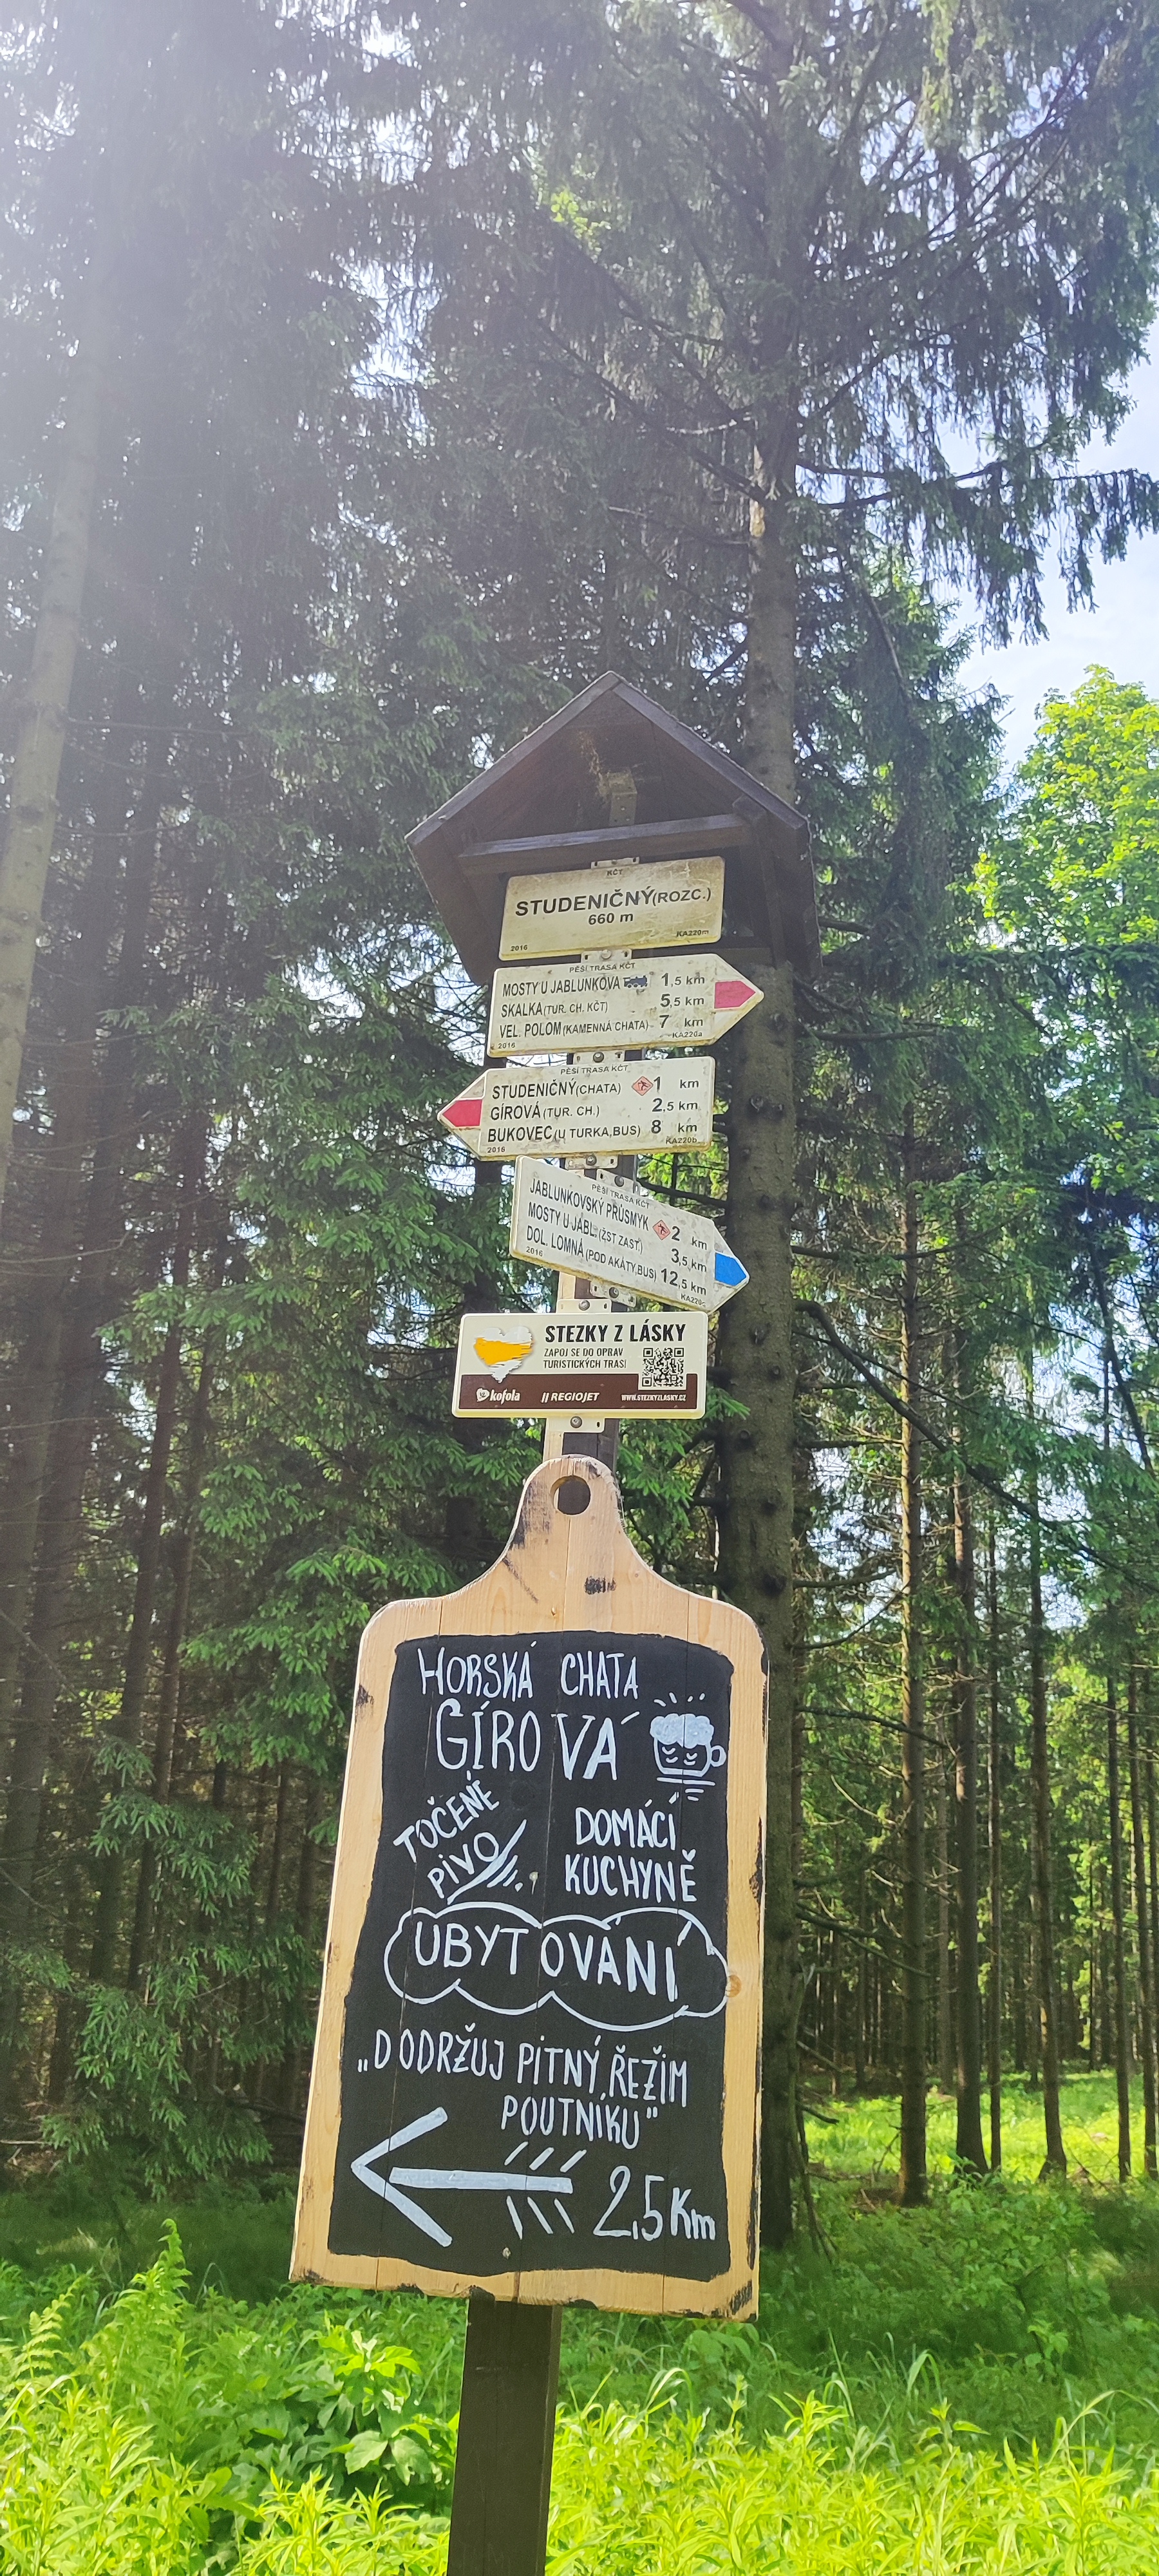 KČT
STUDENIČNÝ(ROZC.)
660 m
2016 KA220m
PĚŠÍ TRASA KČT
MOSTY U JABLUNKOVA 1,5 km
SKALKA(TUR. CH. KČT) 5,5 km
VEL. POLOM(KAMENNÁ CHATA) 7 km
2016 KA220a
PĚŠÍ TRASA KČT
STUDENIČNÝ(CHATA) 1 km
GÍROVÁ(TUR. CH.) 2,5 km
BUKOVEC(U TURKA,BUS) 8 km
2016 KA220b
PĚŠÍ TRASA KČT
JABLUNKOVSKÝ PRŮSMYK 2 km
MOSTY U JABL.(ŽST ZAST) 3,5 km
DOL. LOMNÁ(POD AKÁTY,BUS) 12,5 km
2016 KA220c
STEZKY Z LÁSKY
ZAPOJ SE DO OPRAV
TURISTICKÝCH TRAS!
kofola REGIOJET WWW.STEZKYZLASKY.CZ
HORSKÁ CHATA
GÍROVÁ
TOČENÉ
PIVO
DOMÁCÍ
KUCHYNĚ
UBYTOVÁNÍ
„DODRŽUJ PITNÝ ŘEŽIM
POUTNÍKU"
2,5 Km